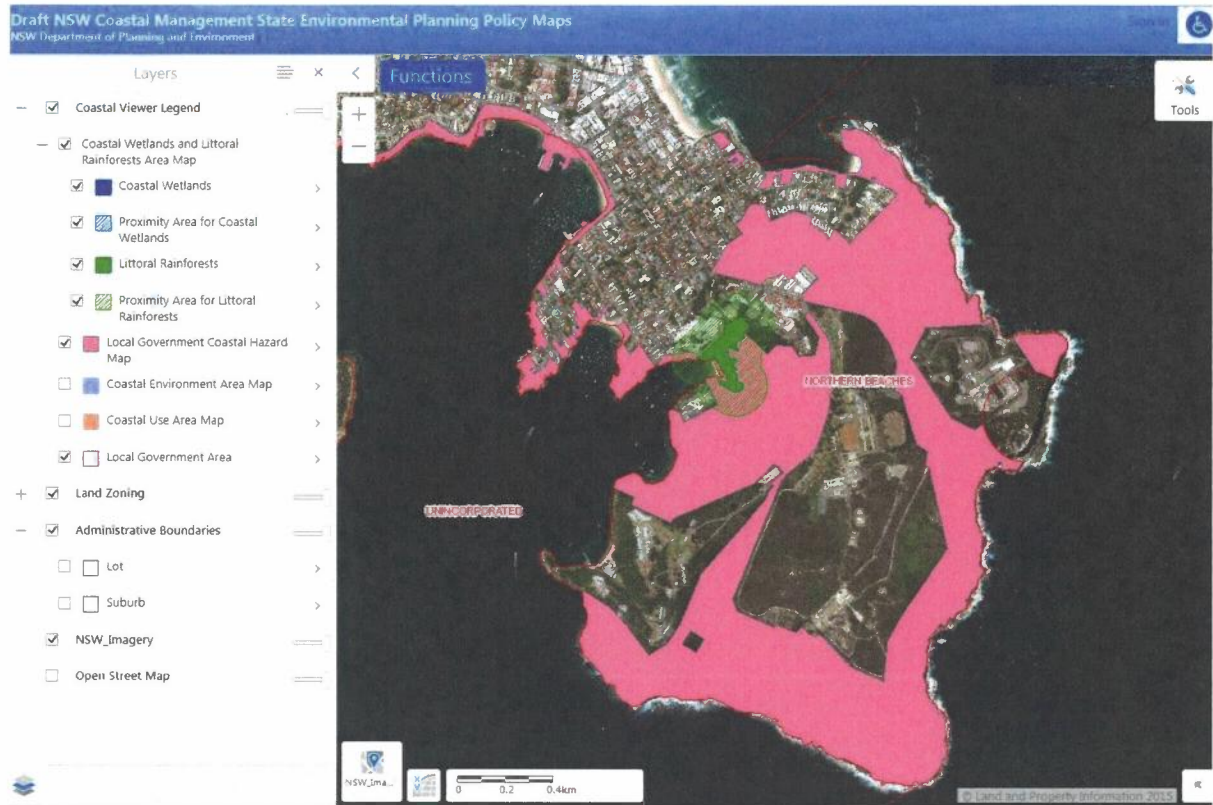 Draft NSW Coastal Management State Environmental Planning Policy Maps
NSW Department of Planning and Environment
Sign in
Layers
Functions
Tools
Coastal Viewer Legend
Coastal Wetlands and Littoral
Rainforests Area Map
Coastal Wetlands
Proximity Area for Coastal
Wetlands
Littoral Rainforests
Proximity Area for Littoral
Rainforests
Local Government Coastal Hazard
Map
Coastal Environment Area Map
Coastal Use Area Map
Local Government Area
Land Zoning
Administrative Boundaries
Lot
Suburb
NSW_Imagery
Open Street Map
NORTHERN BEACHES
UNINCORPORATED
NSW_Ima...
0 0.2 0.4km
© Land and Property Information 2015